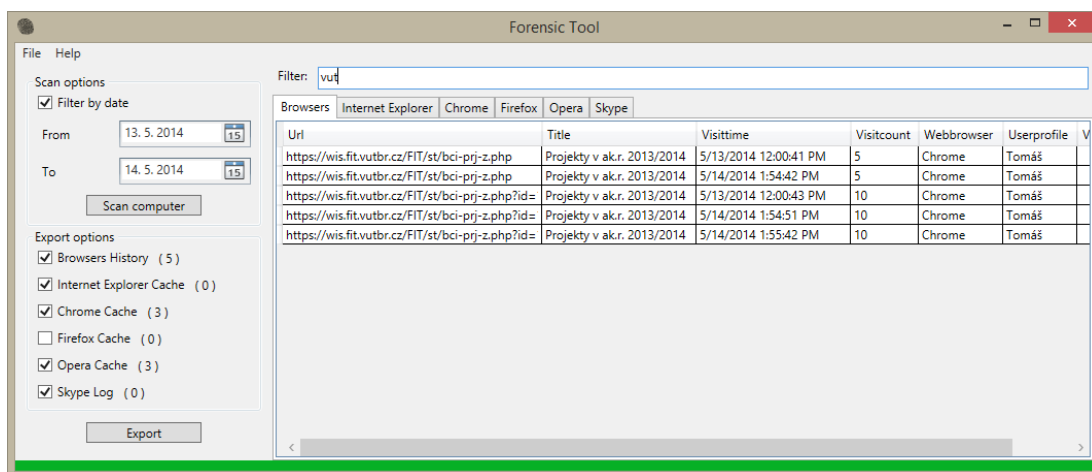 Forensic Tool
File Help
Scan options
Filter by date
From 13. 5. 2014 15
To 14. 5. 2014 15
Scan computer
Export options
Browsers History (5)
Internet Explorer Cache (0)
Chrome Cache (3)
Firefox Cache (0)
Opera Cache (3)
Skype Log (0)
Export
Filter: vut
Browsers Internet Explorer Chrome Firefox Opera Skype
Url Title Visittime Visitcount Webbrowser Userprofile V
https://wis.fit.vutbr.cz/FIT/st/bci-prj-z.php Projekty v ak.r. 2013/2014 5/13/2014 12:00:41 PM 5 Chrome Tomáš
https://wis.fit.vutbr.cz/FIT/st/bci-prj-z.php Projekty v ak.r. 2013/2014 5/14/2014 1:54:42 PM 5 Chrome Tomáš
https://wis.fit.vutbr.cz/FIT/st/bci-prj-z.php?id= Projekty v ak.r. 2013/2014 5/13/2014 12:00:43 PM 10 Chrome Tomáš
https://wis.fit.vutbr.cz/FIT/st/bci-prj-z.php?id= Projekty v ak.r. 2013/2014 5/14/2014 1:54:51 PM 10 Chrome Tomáš
https://wis.fit.vutbr.cz/FIT/st/bci-prj-z.php?id= Projekty v ak.r. 2013/2014 5/14/2014 1:55:42 PM 10 Chrome Tomáš